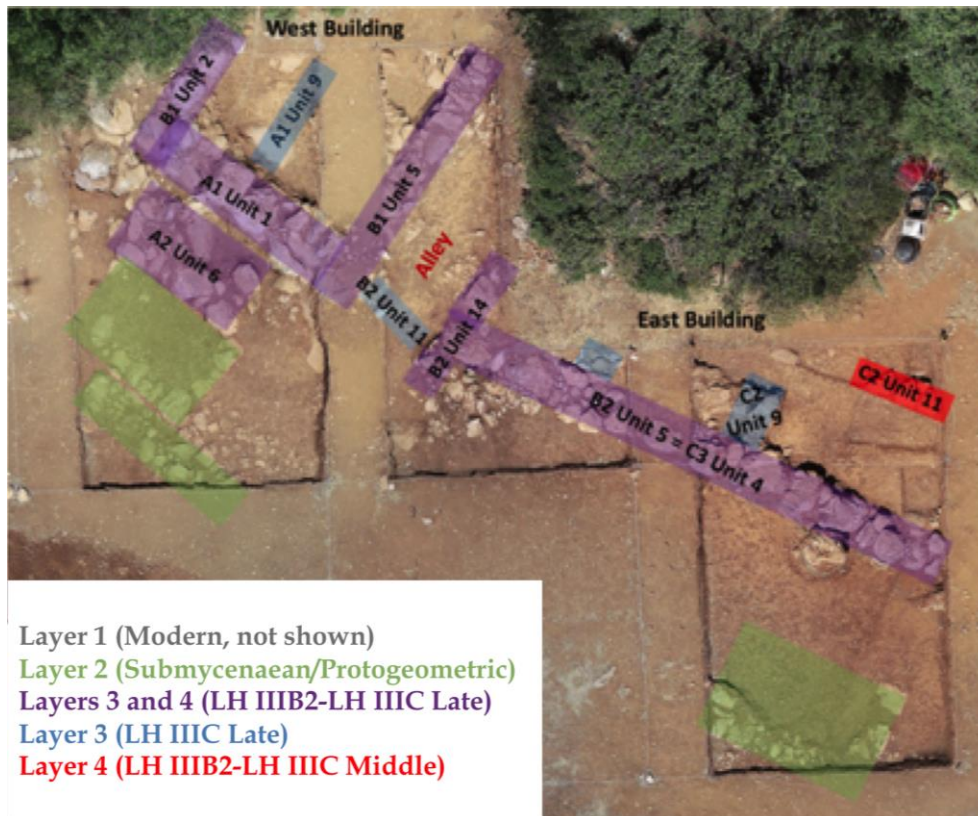 West Building
B1 Unit 2
A1 Unit 9
A1 Unit 1
B1 Unit 5
A2 Unit 6
Alley
B2 Unit 11
B2 Unit 14
East Building
C2 Unit 11
C2
Unit 9
B2 Unit 5 = C3 Unit 4
Layer 1 (Modern, not shown)
Layer 2 (Submycenaean/Protogeometric)
Layers 3 and 4 (LH IIIB2-LH IIIC Late)
Layer 3 (LH IIIC Late)
Layer 4 (LH IIIB2-LH IIIC Middle)